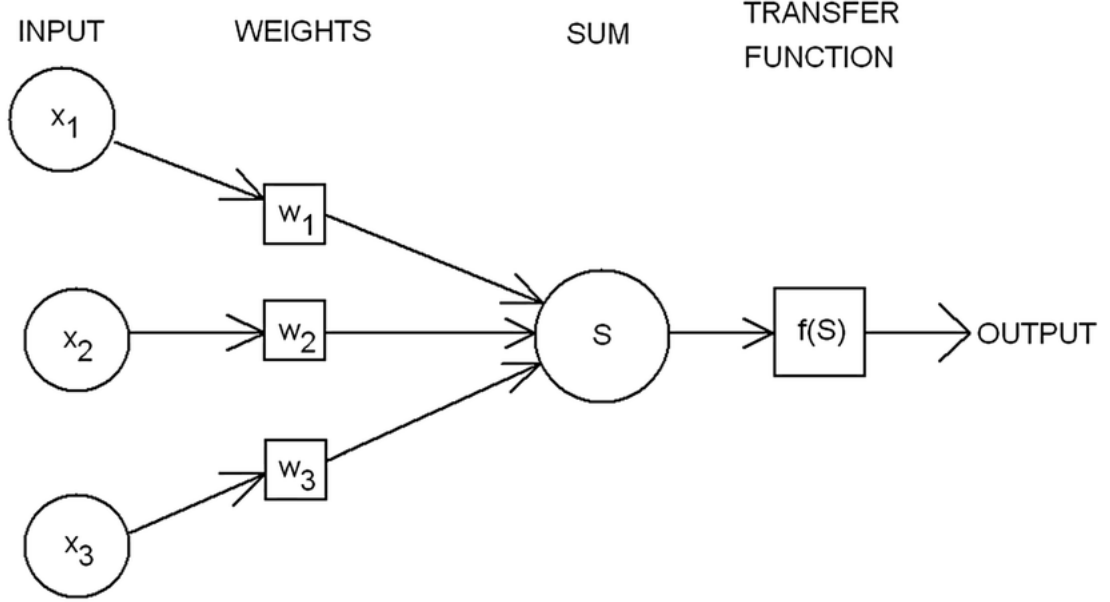 INPUT
WEIGHTS
SUM
TRANSFER
FUNCTION
x1
w1
x2
w2
S
f(S)
OUTPUT
w3
x3